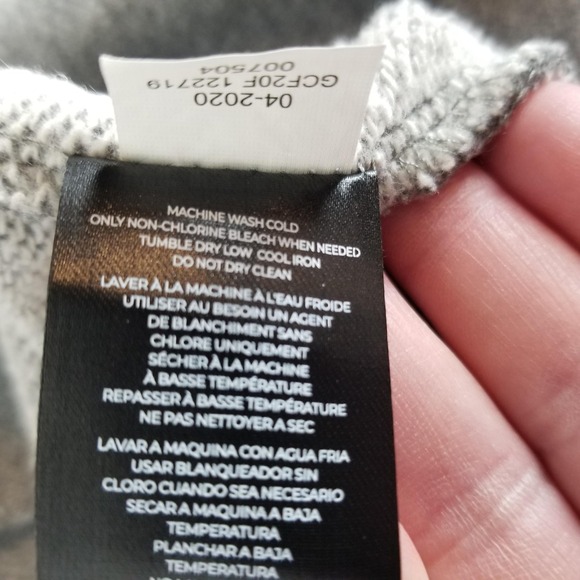 04-2020
GCF20F 122719
007504
MACHINE WASH COLD
ONLY NON-CHLORINE BLEACH WHEN NEEDED
TUMBLE DRY LOW COOL IRON
DO NOT DRY CLEAN
LAVER À LA MACHINE À L'EAU FROIDE
UTILISER AU BESOIN UN AGENT
DE BLANCHIMENT SANS
CHLORE UNIQUEMENT
SÉCHER À LA MACHINE
À BASSE TEMPÉRATURE
REPASSER À BASSE TEMPÉRATURE
NE PAS NETTOYER A SEC
LAVAR A MAQUINA CON AGUA FRIA
USAR BLANQUEADOR SIN
CLORO CUANDO SEA NECESARIO
SECAR A MAQUINA A BAJA
TEMPERATURA
PLANCHAR A BAJA
TEMPERATURA